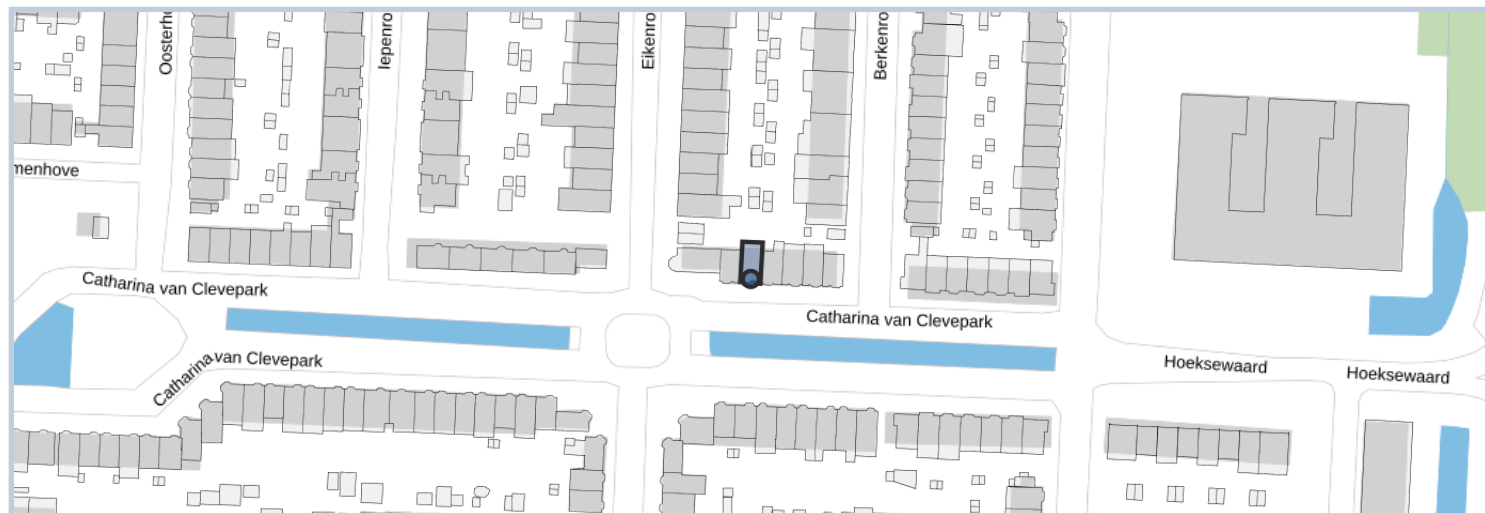 Oosterh
Iepenro
Eikenro
Berkenro
menhove
Catharina van Clevepark
Catharina van Clevepark
Catharina van Clevepark
Hoeksewaard
Hoeksewaard